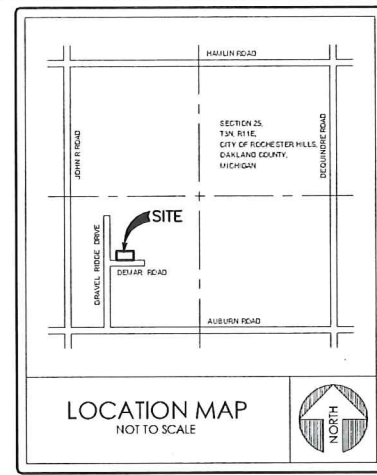 HAMLIN ROAD
JOHN R ROAD
SECTION 25,
T3N, R11E,
CITY OF ROCHESTER HILLS,
OAKLAND COUNTY,
MICHIGAN
DEQUINDRE ROAD
SITE
GRAVEL RIDGE DRIVE
DEMAR ROAD
AUBURN ROAD
LOCATION MAP
NOT TO SCALE
NORTH